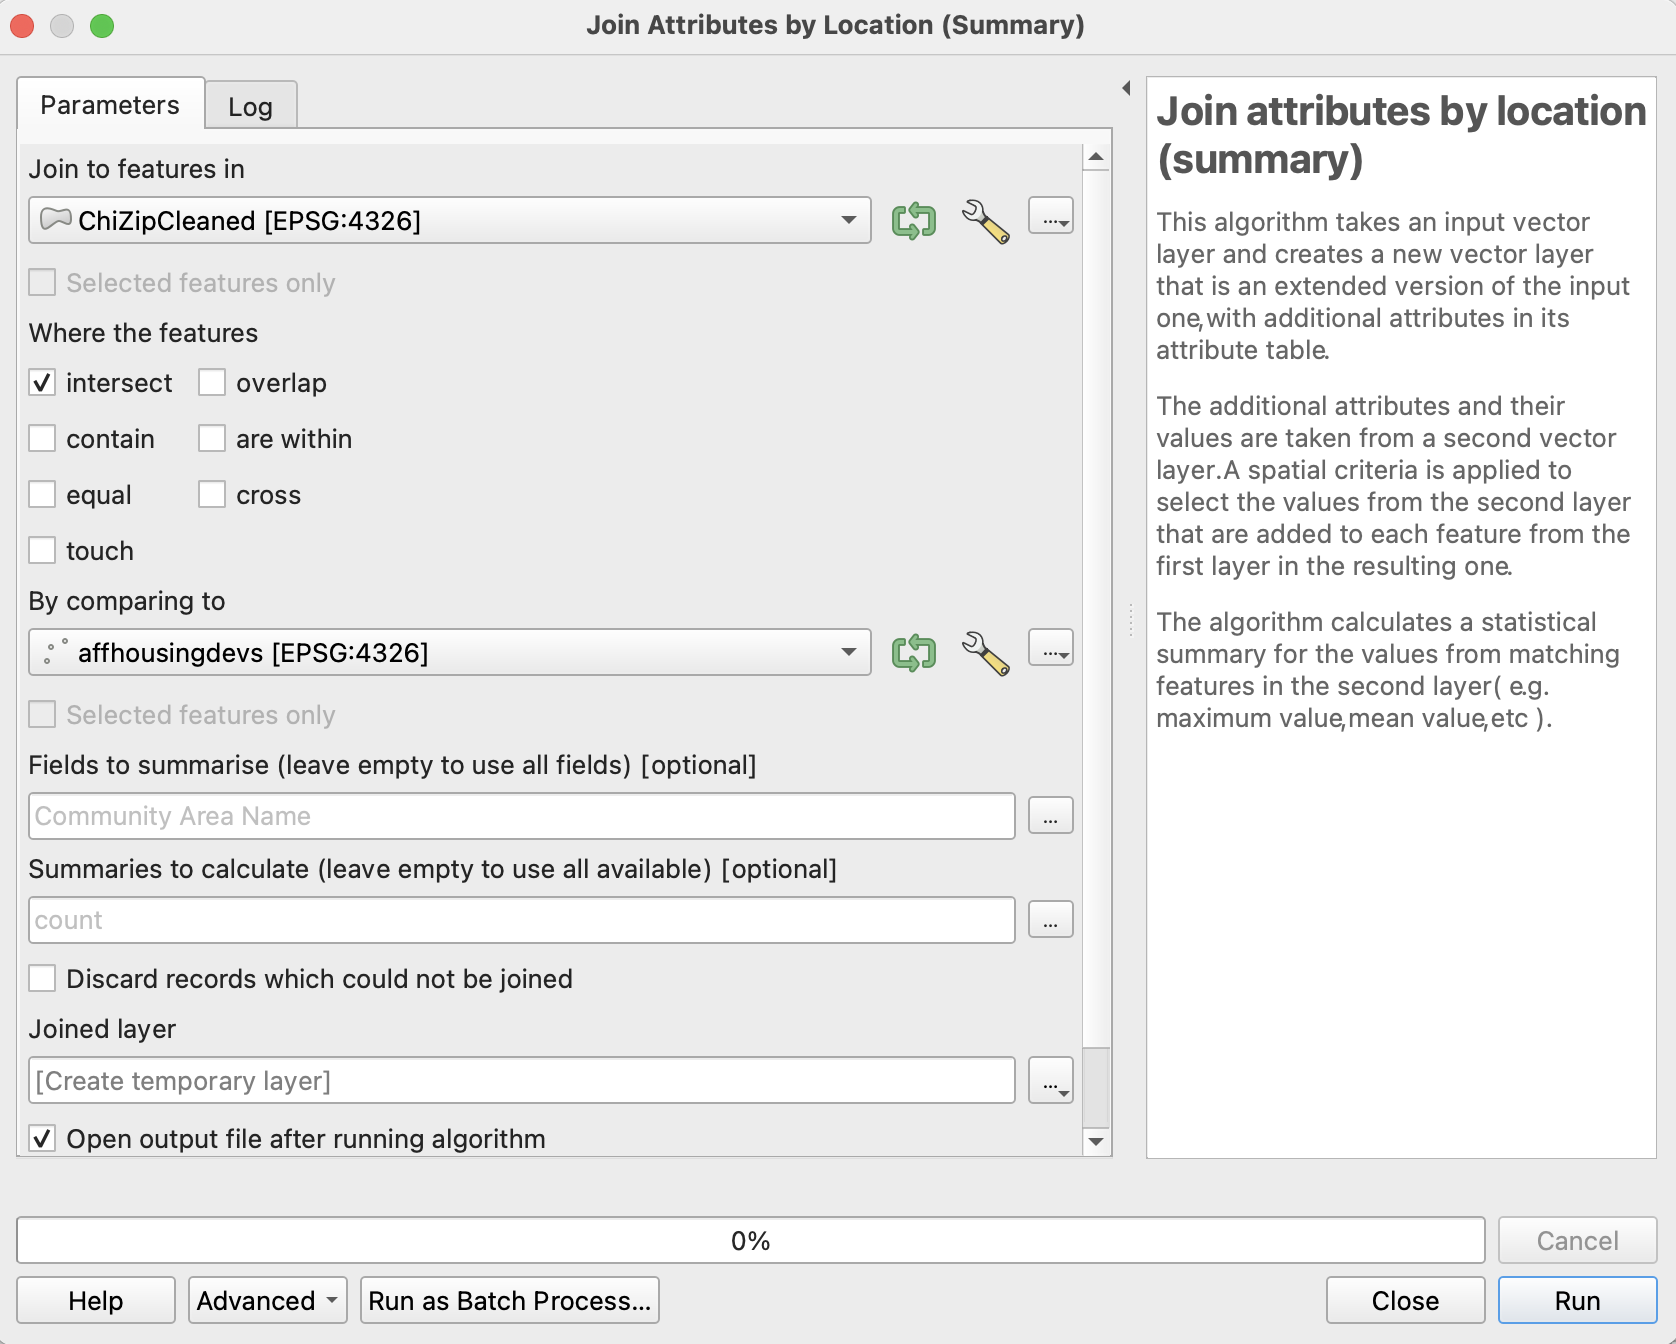 Join Attributes by Location (Summary)
Parameters
Log
Join to features in
ChiZipCleaned [EPSG:4326]
...
Selected features only
Where the features
intersect
overlap
contain
are within
equal
cross
touch
By comparing to
affhousingdevs [EPSG:4326]
...
Selected features only
Fields to summarise (leave empty to use all fields) [optional]
Community Area Name
...
Summaries to calculate (leave empty to use all available) [optional]
count
...
Discard records which could not be joined
Joined layer
[Create temporary layer]
...
Open output file after running algorithm
Join attributes by location
(summary)
This algorithm takes an input vector
layer and creates a new vector layer
that is an extended version of the input
one,with additional attributes in its
attribute table.
The additional attributes and their
values are taken from a second vector
layer.A spatial criteria is applied to
select the values from the second layer
that are added to each feature from the
first layer in the resulting one.
The algorithm calculates a statistical
summary for the values from matching
features in the second layer( e.g.
maximum value,mean value,etc ).
0%
Cancel
Help
Advanced
Run as Batch Process...
Close
Run